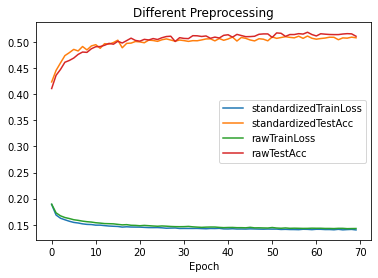 Different Preprocessing
0.50
0.45
0.40
0.35
0.30
0.25
0.20
0.15
standardizedTrainLoss
standardizedTestAcc
rawTrainLoss
rawTestAcc
0 10 20 30 40 50 60 70
Epoch